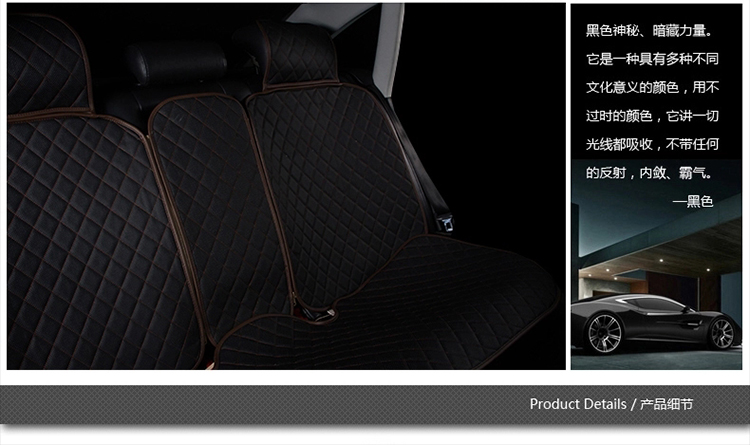 黑色神秘、暗藏力量。
它是一种具有多种不同
文化意义的颜色，用不
过时的颜色，它讲一切
光线都吸收，不带任何
的反射，内敛、霸气。
—黑色
Product Details / 产品细节